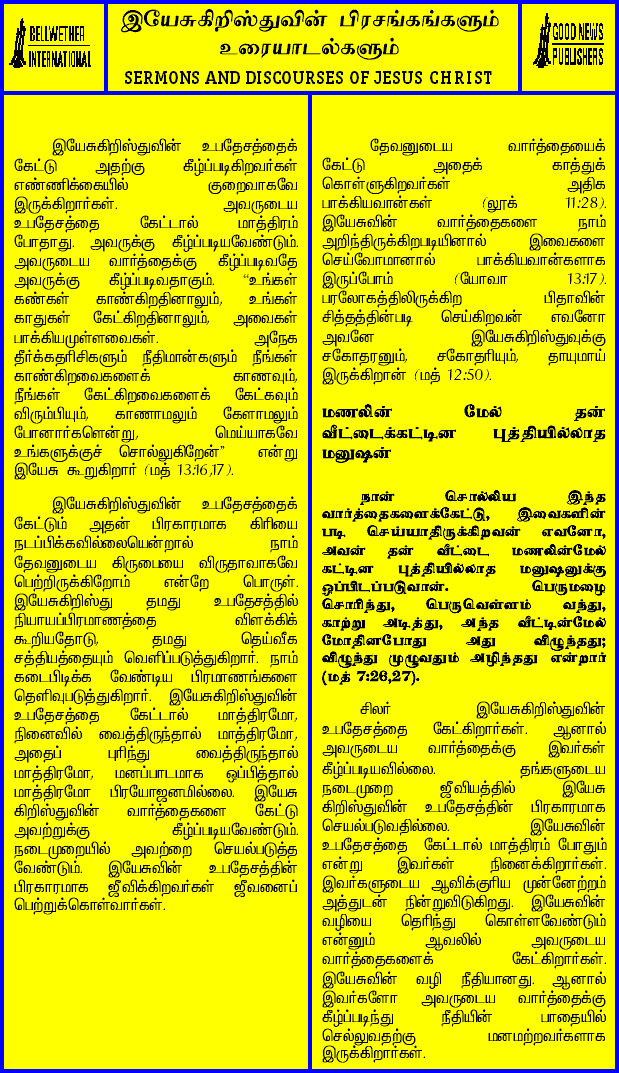 BELLWETHER
INTERNATIONAL
இயேசுகிறிஸ்துவின் பிரசங்கங்களும்
உரையாடல்களும்
SERMONS AND DISCOURSES OF JESUS CHRIST
GOOD NEWS
PUBLISHERS
இயேசுகிறிஸ்துவின் உபதேசத்தைக்
கேட்டு அதற்கு கீழ்ப்படிகிறவர்கள்
எண்ணிக்கையில் குறைவாகவே
இருக்கிறார்கள். அவருடைய
உபதேசத்தை கேட்டால் மாத்திரம்
போதாது. அவருக்கு கீழ்ப்படியவேண்டும்.
அவருடைய வார்த்தைக்கு கீழ்ப்படிவதே
அவருக்கு கீழ்ப்படிவதாகும். “உங்கள்
கண்கள் காண்கிறதினாலும், உங்கள்
காதுகள் கேட்கிறதினாலும், அவைகள்
பாக்கியமுள்ளவைகள். அநேக
தீர்க்கதரிசிகளும் நீதிமான்களும் நீங்கள்
காண்கிறவைகளைக் காணவும்,
நீங்கள் கேட்கிறவைகளைக் கேட்கவும்
விரும்பியும், காணாமலும் கேளாமலும்
போனார்களென்று, மெய்யாகவே
உங்களுக்குச் சொல்லுகிறேன்” என்று
இயேசு கூறுகிறார் (மத் 13:16,17).
இயேசுகிறிஸ்துவின் உபதேசத்தைக்
கேட்டும் அதன் பிரகாரமாக கிரியை
நடப்பிக்கவில்லையென்றால் நாம்
தேவனுடைய கிருபையை விருதாவாகவே
பெற்றிருக்கிறோம் என்றே பொருள்.
இயேசுகிறிஸ்து தமது உபதேசத்தில்
நியாயப்பிரமாணத்தை விளக்கிக்
கூறியதோடு, தமது தெய்வீக
சத்தியத்தையும் வெளிப்படுத்துகிறார். நாம்
கடைபிடிக்க வேண்டிய பிரமாணங்களை
தெளிவுபடுத்துகிறார். இயேசுகிறிஸ்துவின்
உபதேசத்தை கேட்டால் மாத்திரமோ,
நினைவில் வைத்திருந்தால் மாத்திரமோ,
அதைப் புரிந்து வைத்திருந்தால்
மாத்திரமோ, மனப்பாடமாக ஒப்பித்தால்
மாத்திரமோ பிரயோஜனமில்லை. இயேசு
கிறிஸ்துவின் வார்த்தைகளை கேட்டு
அவற்றுக்கு கீழ்ப்படியவேண்டும்.
நடைமுறையில் அவற்றை செயல்படுத்த
வேண்டும். இயேசுவின் உபதேசத்தின்
பிரகாரமாக ஜீவிக்கிறவர்கள் ஜீவனைப்
பெற்றுக்கொள்வார்கள்.
தேவனுடைய வார்த்தையைக்
கேட்டு அதைக் காத்துக்
கொள்ளுகிறவர்கள் அதிக
பாக்கியவான்கள் (லூக் 11:28).
இயேசுவின் வார்த்தைகளை நாம்
அறிந்திருக்கிறபடியினால் இவைகளை
செய்வோமானால் பாக்கியவான்களாக
இருப்போம் (யோவா 13:17).
பரலோகத்திலிருக்கிற பிதாவின்
சித்தத்தின்படி செய்கிறவன் எவனோ
அவனே இயேசுகிறிஸ்துவுக்கு
சகோதரனும், சகோதரியும், தாயுமாய்
இருக்கிறான் (மத் 12:50).
மணலின் மேல் தன்
வீட்டைக்கட்டின புத்தியில்லாத
மனுஷன்
நான் சொல்லிய இந்த
வார்த்தைகளைக்கேட்டு, இவைகளின்
படி செய்யாதிருக்கிறவன் எவனோ,
அவன் தன் வீட்டை மணலின்மேல்
கட்டின புத்தியில்லாத மனுஷனுக்கு
ஒப்பிடப்படுவான். பெருமழை
சொரிந்து, பெருவெள்ளம் வந்து,
காற்று அடித்து, அந்த வீட்டின்மேல்
மோதினபோது அது விழுந்தது;
விழுந்து முழுவதும் அழிந்தது என்றார்
(மத் 7:26,27).
சிலர் இயேசுகிறிஸ்துவின்
உபதேசத்தை கேட்கிறார்கள். ஆனால்
அவருடைய வார்த்தைக்கு இவர்கள்
கீழ்ப்படியவில்லை. தங்களுடைய
நடைமுறை ஜீவியத்தில் இயேசு
கிறிஸ்துவின் உபதேசத்தின் பிரகாரமாக
செயல்படுவதில்லை. இயேசுவின்
உபதேசத்தை கேட்டால் மாத்திரம் போதும்
என்று இவர்கள் நினைக்கிறார்கள்.
இவர்களுடைய ஆவிக்குரிய முன்னேற்றம்
அத்துடன் நின்றுவிடுகிறது. இயேசுவின்
வழியை தெரிந்து கொள்ளவேண்டும்
என்னும் ஆவலில் அவருடைய
வார்த்தைகளைக் கேட்கிறார்கள்.
இயேசுவின் வழி நீதியானது. ஆனால்
இவர்களோ அவருடைய வார்த்தைக்கு
கீழ்ப்படிந்து நீதியின் பாதையில்
செல்லுவதற்கு மனமற்றவர்களாக
இருக்கிறார்கள்.